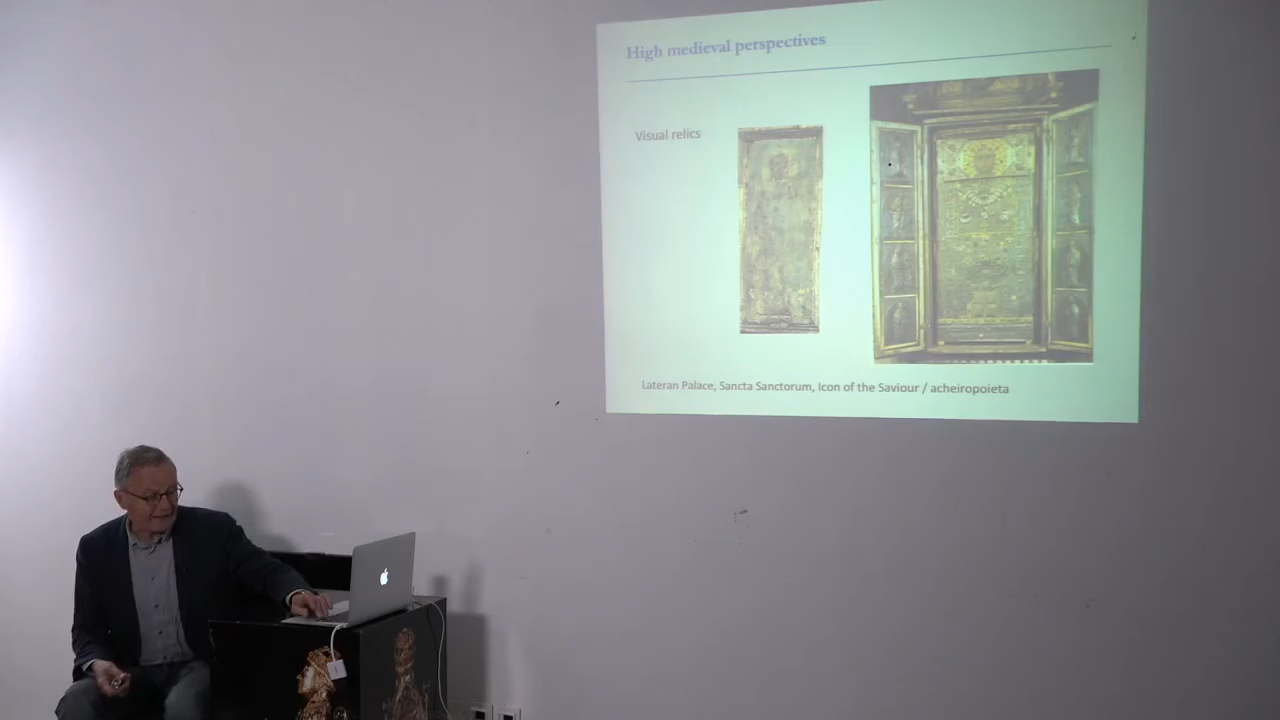 High medieval perspectives
Visual relics
Lateran Palace, Sancta Sanctorum, Icon of the Saviour / acheiropoieta